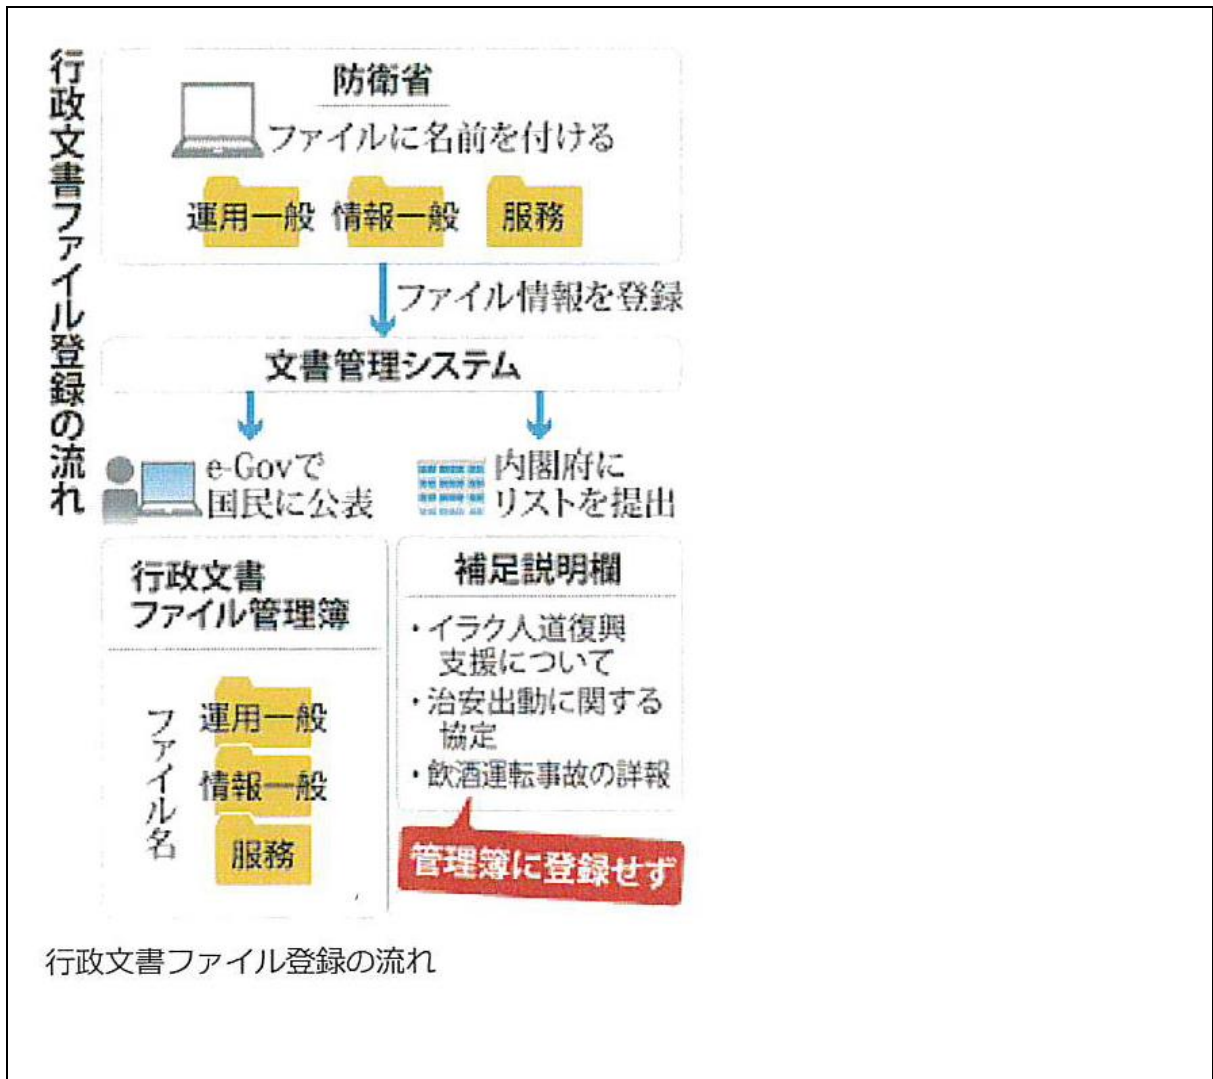 行政文書ファイル登録の流れ
防衛省
ファイルに名前を付ける
運用一般 情報一般 服務
ファイル情報を登録
文書管理システム
e-Govで
国民に公表
内閣府に
リストを提出
行政文書
ファイル管理簿
ファイル名
運用一般
情報一般
服務
補足説明欄
・イラク人道復興
支援について
・治安出動に関する
協定
・飲酒運転事故の詳報
管理簿に登録せず
行政文書ファイル登録の流れ